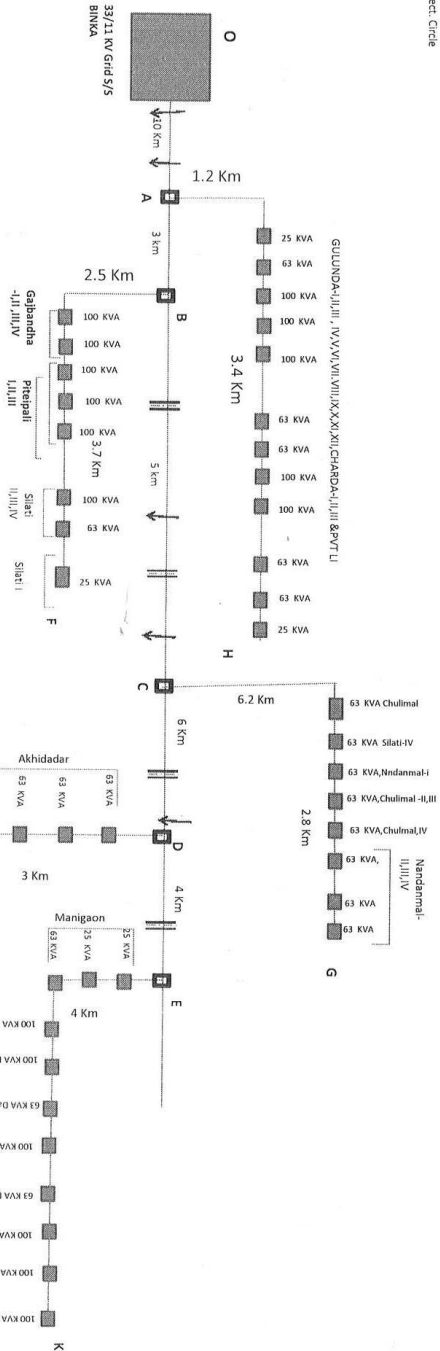 ect. Circle
O
33/11 KV Grid S/S
BINKA
10 Km
1.2 Km
A
3 km
GULUNDA-I,II,III , IV,V,VI,VII,VIII,IX,X,XI,XII,CHARDA-I,II,III &PVT LI
25 KVA
63 kVA
100 KVA
100 KVA
100 KVA
3.4 Km
63 KVA
63 KVA
100 KVA
100 KVA
63 KVA
63 KVA
25 KVA
H
2.5 Km
B
100 KVA
100 KVA
100 KVA
100 KVA
100 KVA
3.7 Km
100 KVA
63 KVA
25 KVA
Gajbandha
-I,II ,III,IV
Piteipali
I,II,III
Silati
II,III,IV
Silati I
F
5 km
C
6.2 Km
63 KVA Chulimal
63 KVA Silati-IV
63 KVA,Nndanmal-i
63 KVA,Chulimal -II,III
63 KVA,Chulmal,IV
2.8 Km
63 KVA,
63 KVA
63 KVA
Nandanmal-
II,III,IV
G
6 Km
Akhidadar
63 KVA
63 KVA
63 KVA
D
3 Km
4 Km
Manigaon
63 KVA
25 KVA
25 KVA
E
4 Km
100 KVA
100 KVA
63 KVA
100 KVA
63 KVA
100 KVA
100 KVA
100 KVA
K